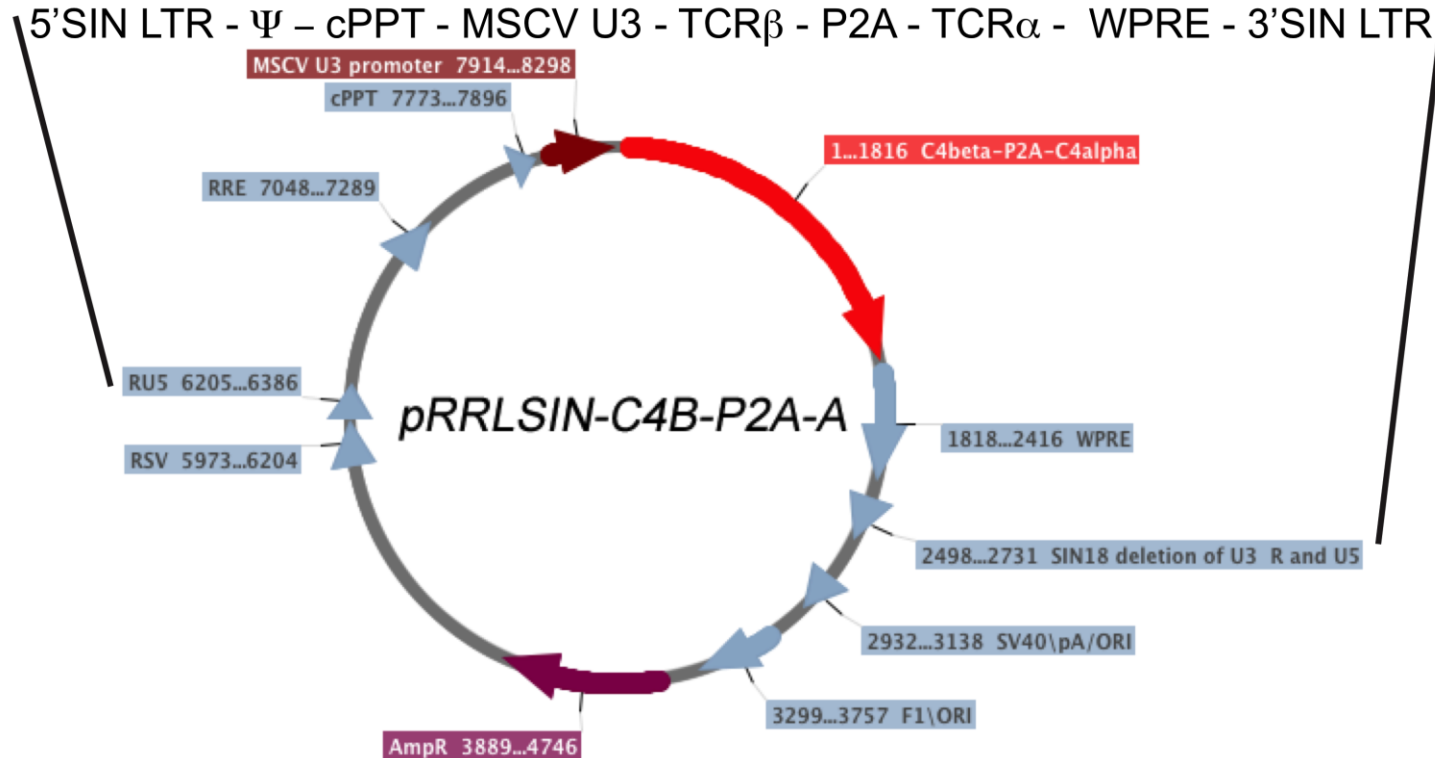 5'SIN LTR - Ψ – cPPT - MSCV U3 - TCRβ - P2A - TCRα - WPRE - 3'SIN LTR
MSCV U3 promoter 7914...8298
cPPT 7773...7896
1...1816 C4beta-P2A-C4alpha
RRE 7048...7289
RU5 6205...6386
pRRLSIN-C4B-P2A-A
1818...2416 WPRE
RSV 5973...6204
2498...2731 SIN18 deletion of U3 R and U5
2932...3138 SV40\pA/ORI
3299...3757 F1\ORI
AmpR 3889...4746